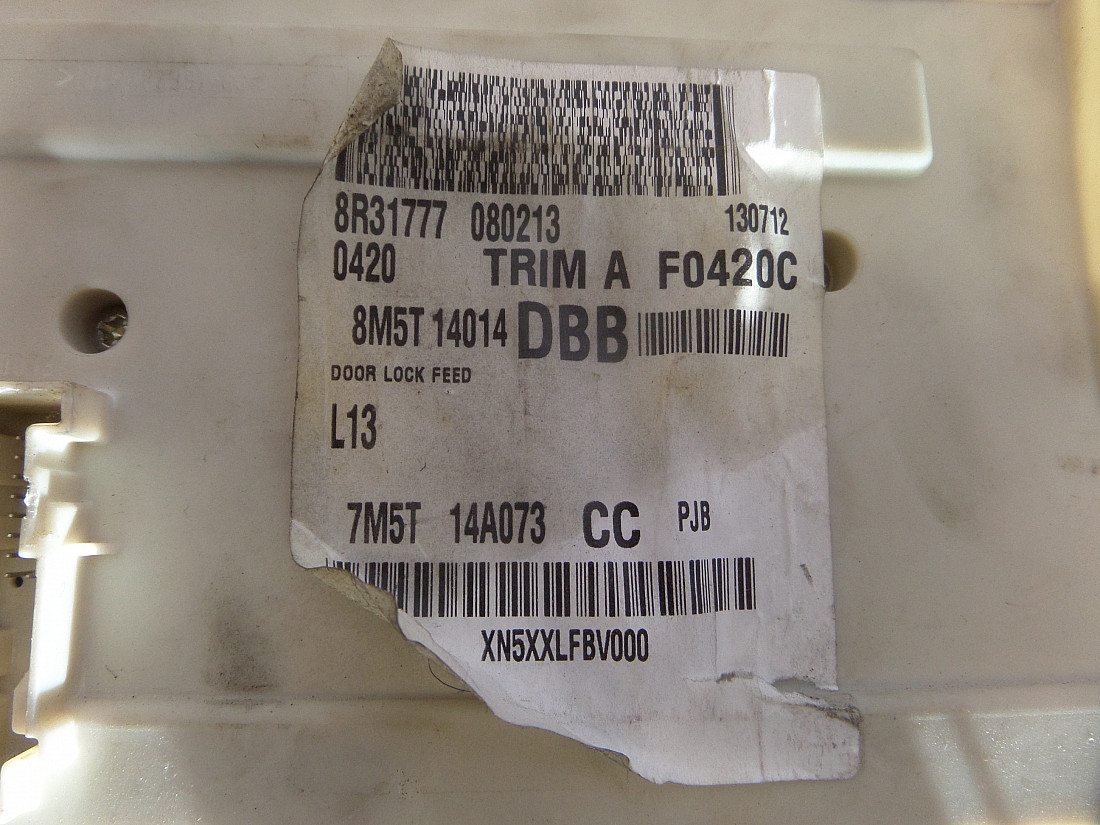 8R31777 080213 130712
0420 TRIM A F0420C
8M5T 14014 DBB
DOOR LOCK FEED
L13
7M5T 14A073 CC PJB
XN5XXLFBV000